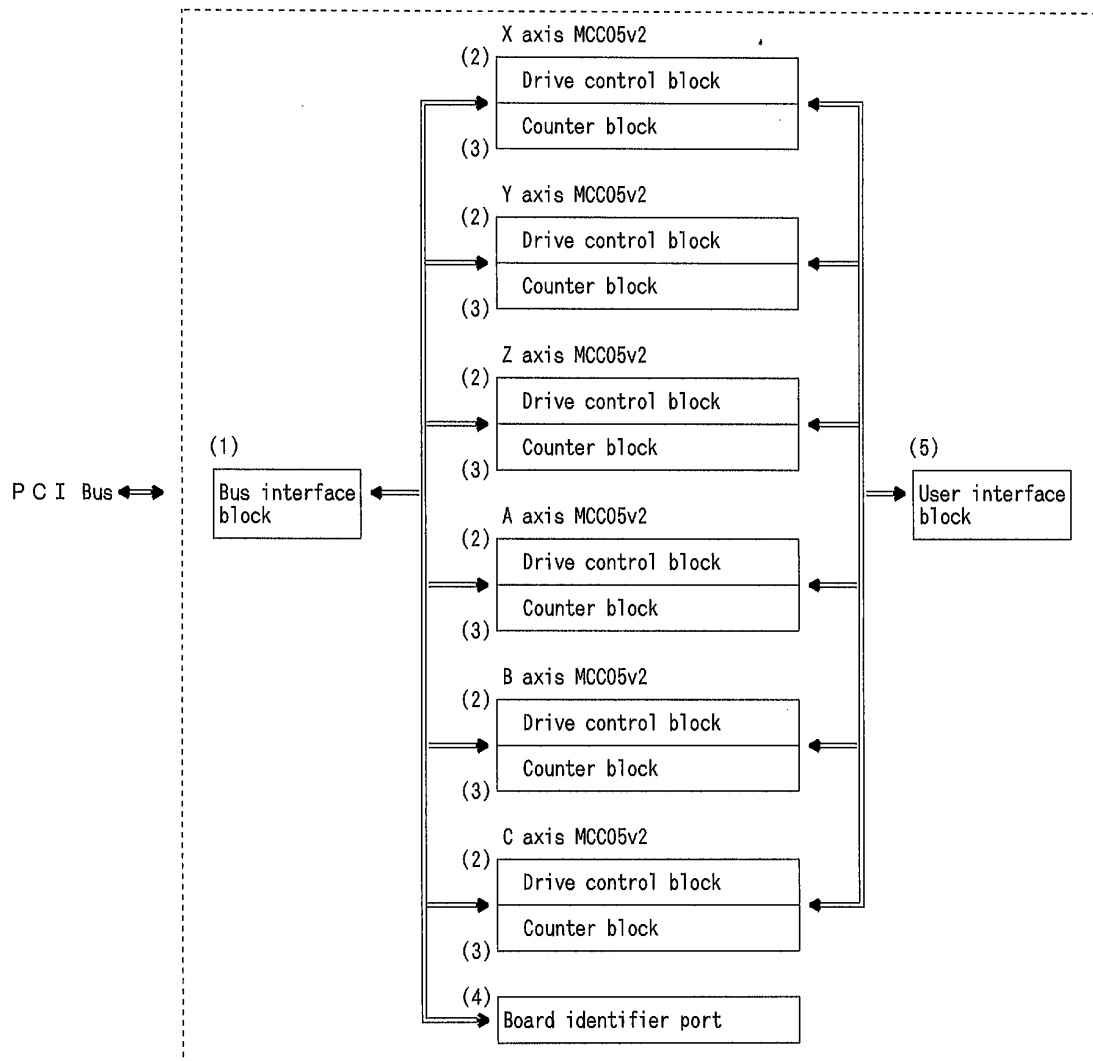 X axis MCC05v2
(2)
Drive control block
Counter block
(3)
Y axis MCC05v2
(2)
Drive control block
Counter block
(3)
Z axis MCC05v2
(2)
Drive control block
Counter block
(3)
(1)
(5)
PCI Bus
Bus interface
block
User interface
block
A axis MCC05v2
(2)
Drive control block
Counter block
(3)
B axis MCC05v2
(2)
Drive control block
Counter block
(3)
C axis MCC05v2
(2)
Drive control block
Counter block
(3)
(4)
Board identifier port